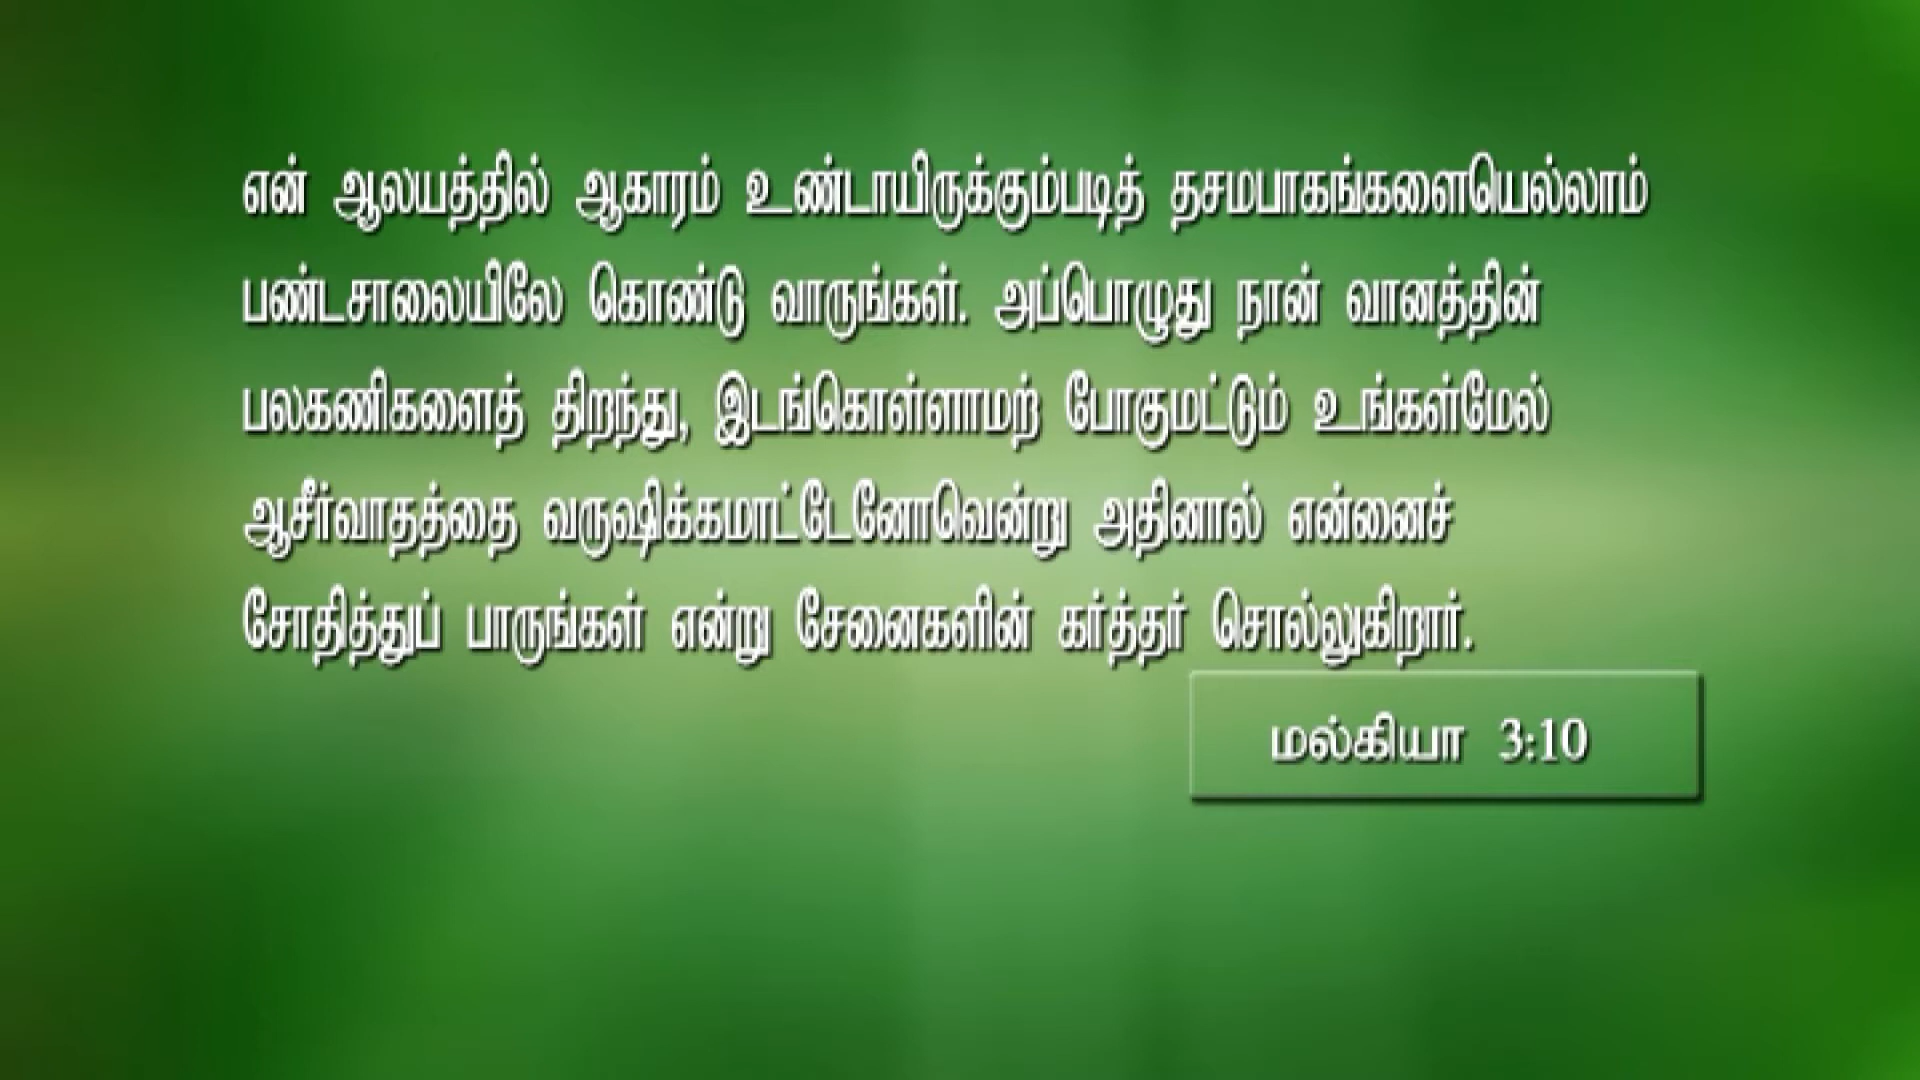 என் ஆலயத்தில் ஆகாரம் உண்டாயிருக்கும்படித் தசமபாகங்களையெல்லாம்
பண்டசாலையிலே கொண்டு வாருங்கள். அப்பொழுது நான் வானத்தின்
பலகணிகளைத் திறந்து, இடங்கொள்ளாமற் போகுமட்டும் உங்கள்மேல்
ஆசீர்வாதத்தை வருஷிக்கமாட்டேனோவென்று அதினால் என்னைச்
சோதித்துப் பாருங்கள் என்று சேனைகளின் கர்த்தர் சொல்லுகிறார்.
மல்கியா 3:10